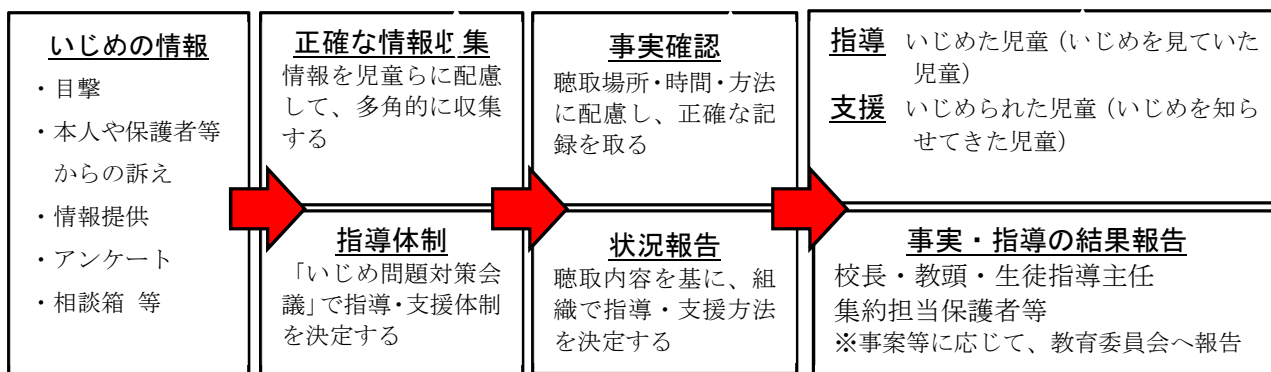 いじめの情報
・目撃
・本人や保護者等
からの訴え
・情報提供
・アンケート
・相談箱 等
正確な情報収集
情報を児童らに配慮
して、多角的に収集
する
指導体制
「いじめ問題対策会
議」で指導・支援体制
を決定する
事実確認
聴取場所・時間・方法
に配慮し、正確な記
録を取る
状況報告
聴取内容を基に、組
織で指導・支援方法
を決定する
指導 いじめた児童(いじめを見ていた
児童)
支援 いじめられた児童(いじめを知ら
せてきた児童)
事実・指導の結果報告
校長・教頭・生徒指導主任
集約担当保護者等
※事案等に応じて、教育委員会へ報告